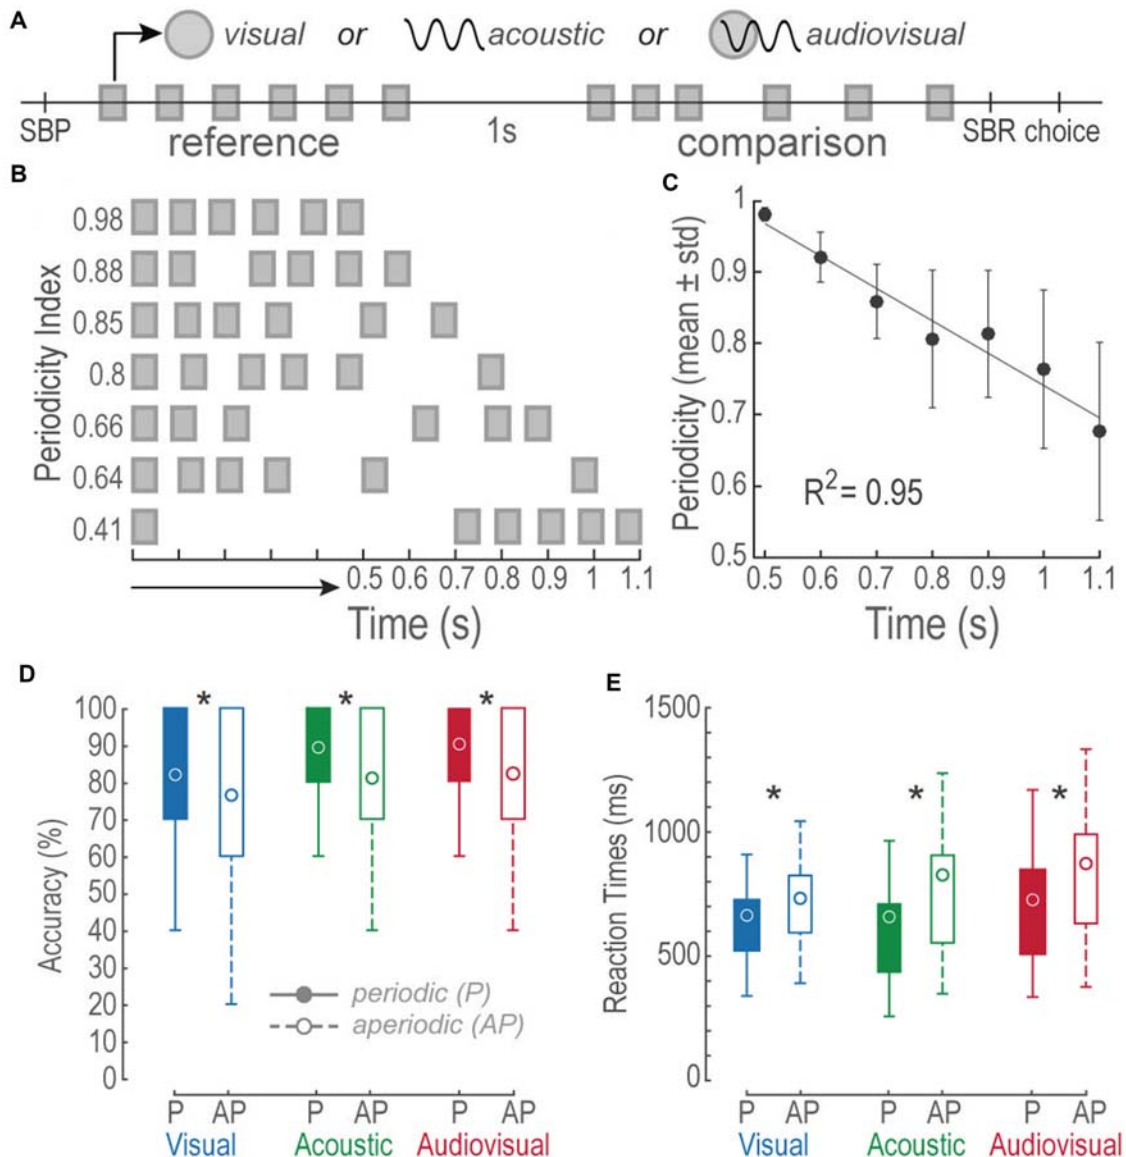 A
visual or acoustic or audiovisual
SBP reference 1s comparison SBR choice
B
Periodicity Index
0.98
0.88
0.85
0.8
0.66
0.64
0.41
0.5 0.6 0.7 0.8 0.9 1 1.1
Time (s)
C
Periodicity (mean ± std)
1
0.9
0.8
0.7
0.6
0.5
R² = 0.95
0.5 0.6 0.7 0.8 0.9 1 1.1
Time (s)
D
Accuracy (%)
100
90
80
70
60
50
40
30
20
10
0
* * *
periodic (P)
aperiodic (AP)
P AP P AP P AP
Visual Acoustic Audiovisual
E
Reaction Times (ms)
1500
1000
500
0
* * *
P AP P AP P AP
Visual Acoustic Audiovisual